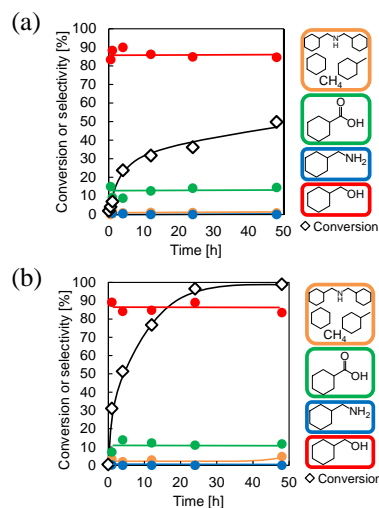 (a)
Conversion or selectivity [%]
100
90
80
70
60
50
40
30
20
10
0
0 10 20 30 40 50
Time [h]
N
H
CH4
O
OH
NH2
OH
Conversion
(b)
Conversion or selectivity [%]
100
90
80
70
60
50
40
30
20
10
0
0 10 20 30 40 50
Time [h]
N
H
CH4
O
OH
NH2
OH
Conversion